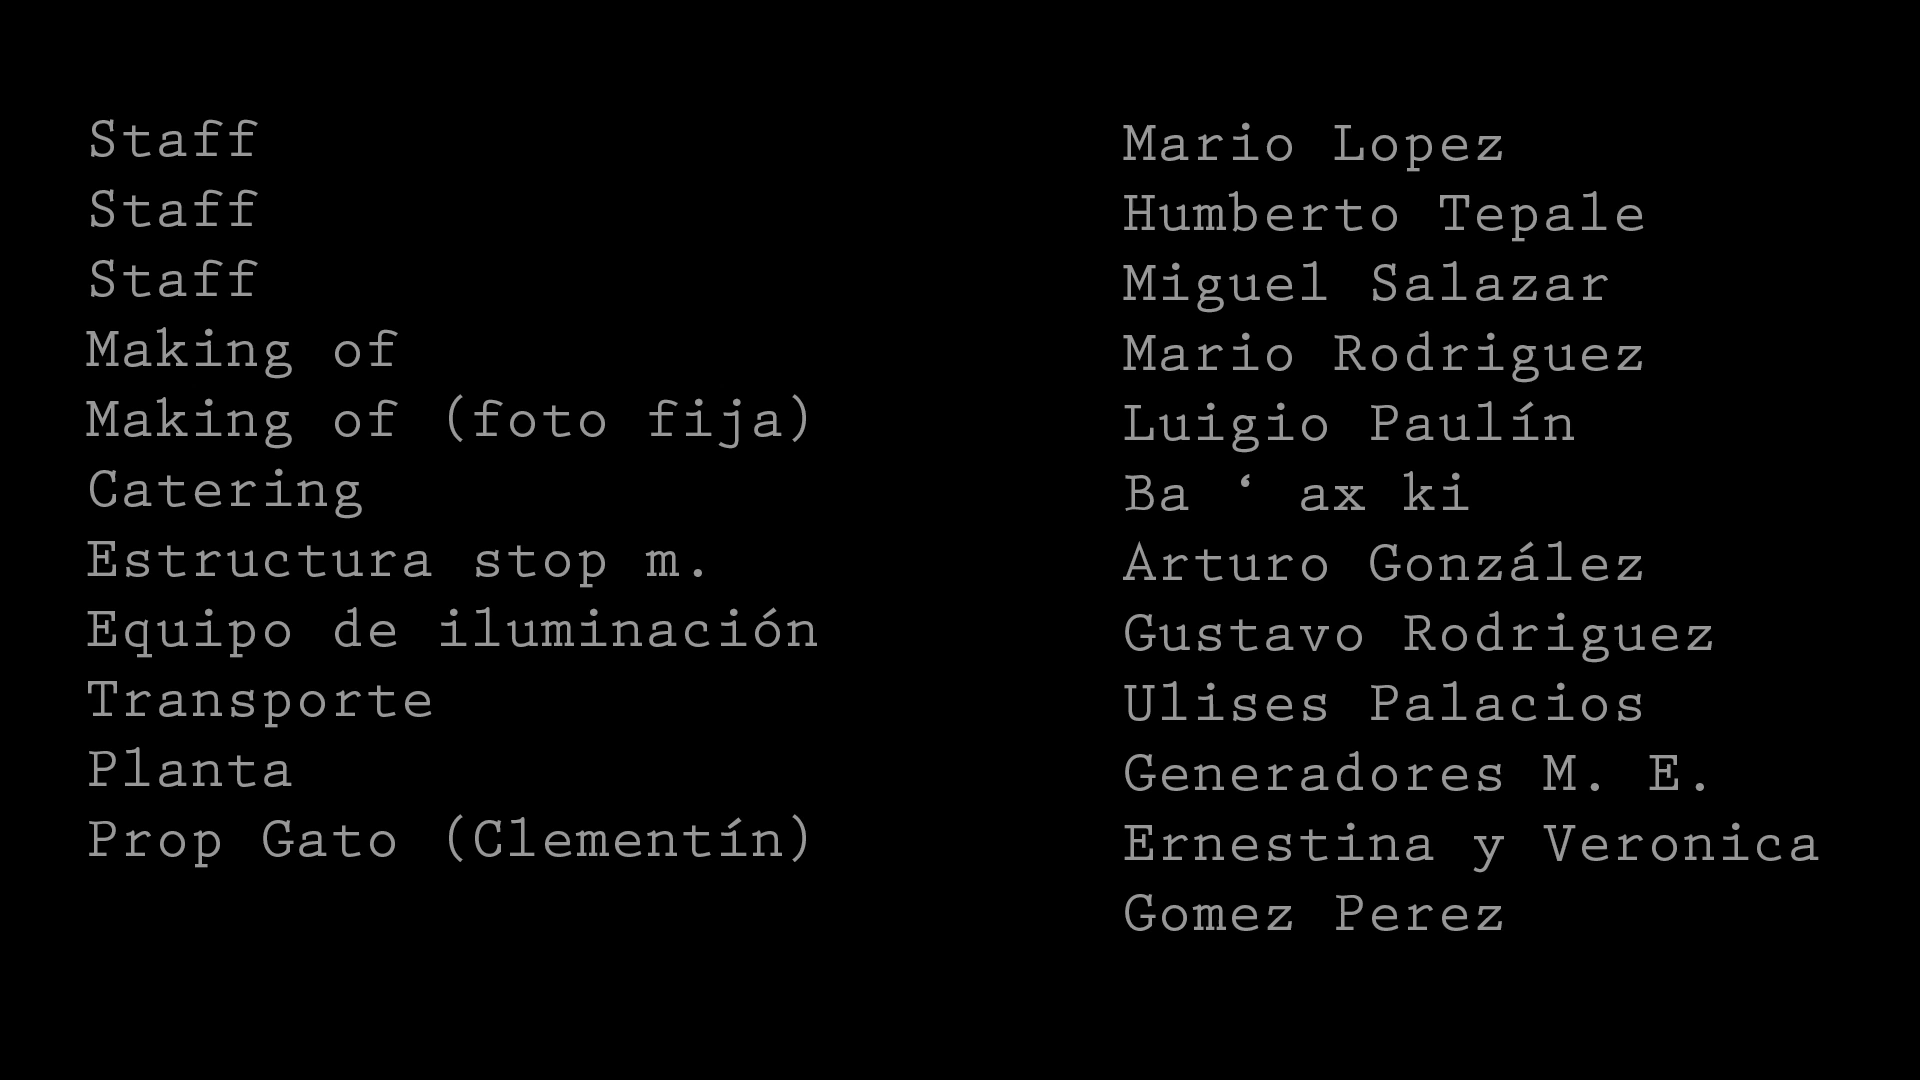 Staff Mario Lopez
Staff Humberto Tepale
Staff Miguel Salazar
Making of Mario Rodriguez
Making of (foto fija) Luigio Paulín
Catering Ba ‘ ax ki
Estructura stop m. Arturo González
Equipo de iluminación Gustavo Rodriguez
Transporte Ulises Palacios
Planta Generadores M. E.
Prop Gato (Clementín) Ernestina y Veronica
Gomez Perez